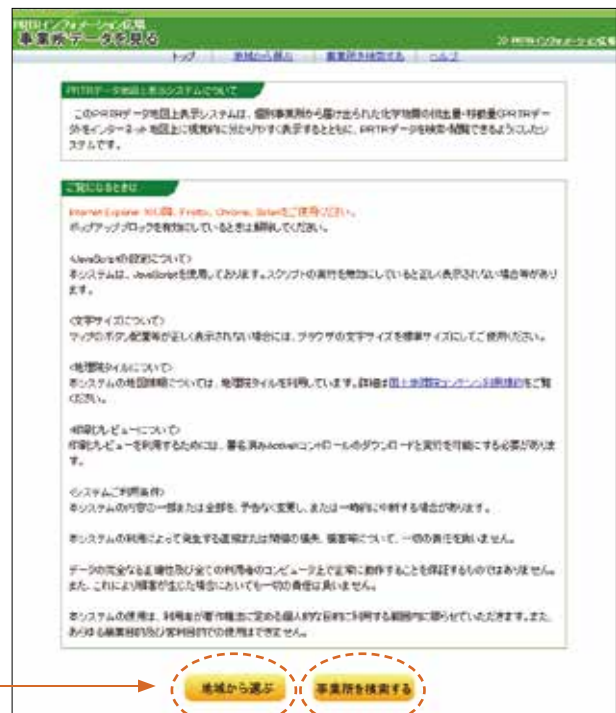 PRTRインフォメーション広場
事業所データを見る
≫ PRTRインフォメーション広場
トップ 地域から選ぶ 事業所を検索する ヘルプ
PRTRデータ地図上表示システムについて
このPRTRデータ地図上表示システムは、個別事業所から届け出られた化学物質の排出量・移動量(PRTRデー
タ)をインターネット地図上に視覚的に分かりやすく表示するとともに、PRTRデータを検索・閲覧できるようにしたシ
ステムです。
ご覧になるときは
Internet Explorer 10以降、Firefox、Chrome、Safariをご使用ください。
ポップアップブロックを有効にしているときは解除してください。
<JavaScriptの設定について>
本システムは、JavaScriptを使用しております。スクリプトの実行を無効にしていると正しく表示されない場合等があり
ます。
<文字サイズについて>
マップのボタン配置等が正しく表示されない場合には、ブラウザの文字サイズを標準サイズにしてご使用ください。
<地理院タイルについて>
本システムの地図情報については、地理院タイルを利用しています。詳細は国土地理院コンテンツ利用規約をご覧
ください。
<印刷プレビューについて>
印刷プレビューを利用するためには、署名済みActiveXコントロールのダウンロードと実行を可能にする必要がありま
す。
<システムご利用条件>
本システムの内容の一部または全部を、予告なく変更し、または一時的に中断する場合があります。
本システムの利用によって発生する直接または間接の損失、損害等について、一切の責任を負いません。
データの完全なる正確性及び全ての利用者のコンピュータ上で正常に動作することを保証するものではありません。
また、これにより損害が生じた場合においても一切の責任は負いません。
本システムの使用は、利用者が著作権法に定める個人的な目的に利用する範囲内に限らせていただきます。また、
あらゆる商業目的及び営利目的での使用はできません。
地域から選ぶ 事業所を検索する